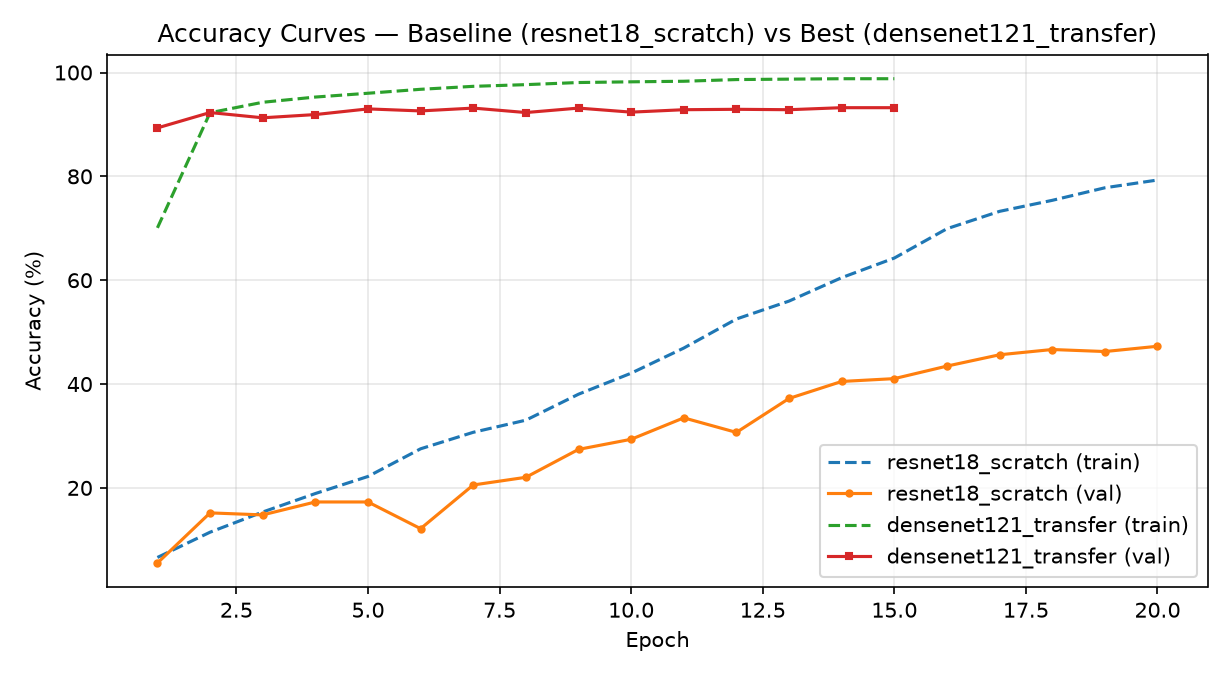 Accuracy Curves — Baseline (resnet18_scratch) vs Best (densenet121_transfer)
100
80
60
40
20
Accuracy (%)
2.5 5.0 7.5 10.0 12.5 15.0 17.5 20.0
Epoch
resnet18_scratch (train)
resnet18_scratch (val)
densenet121_transfer (train)
densenet121_transfer (val)